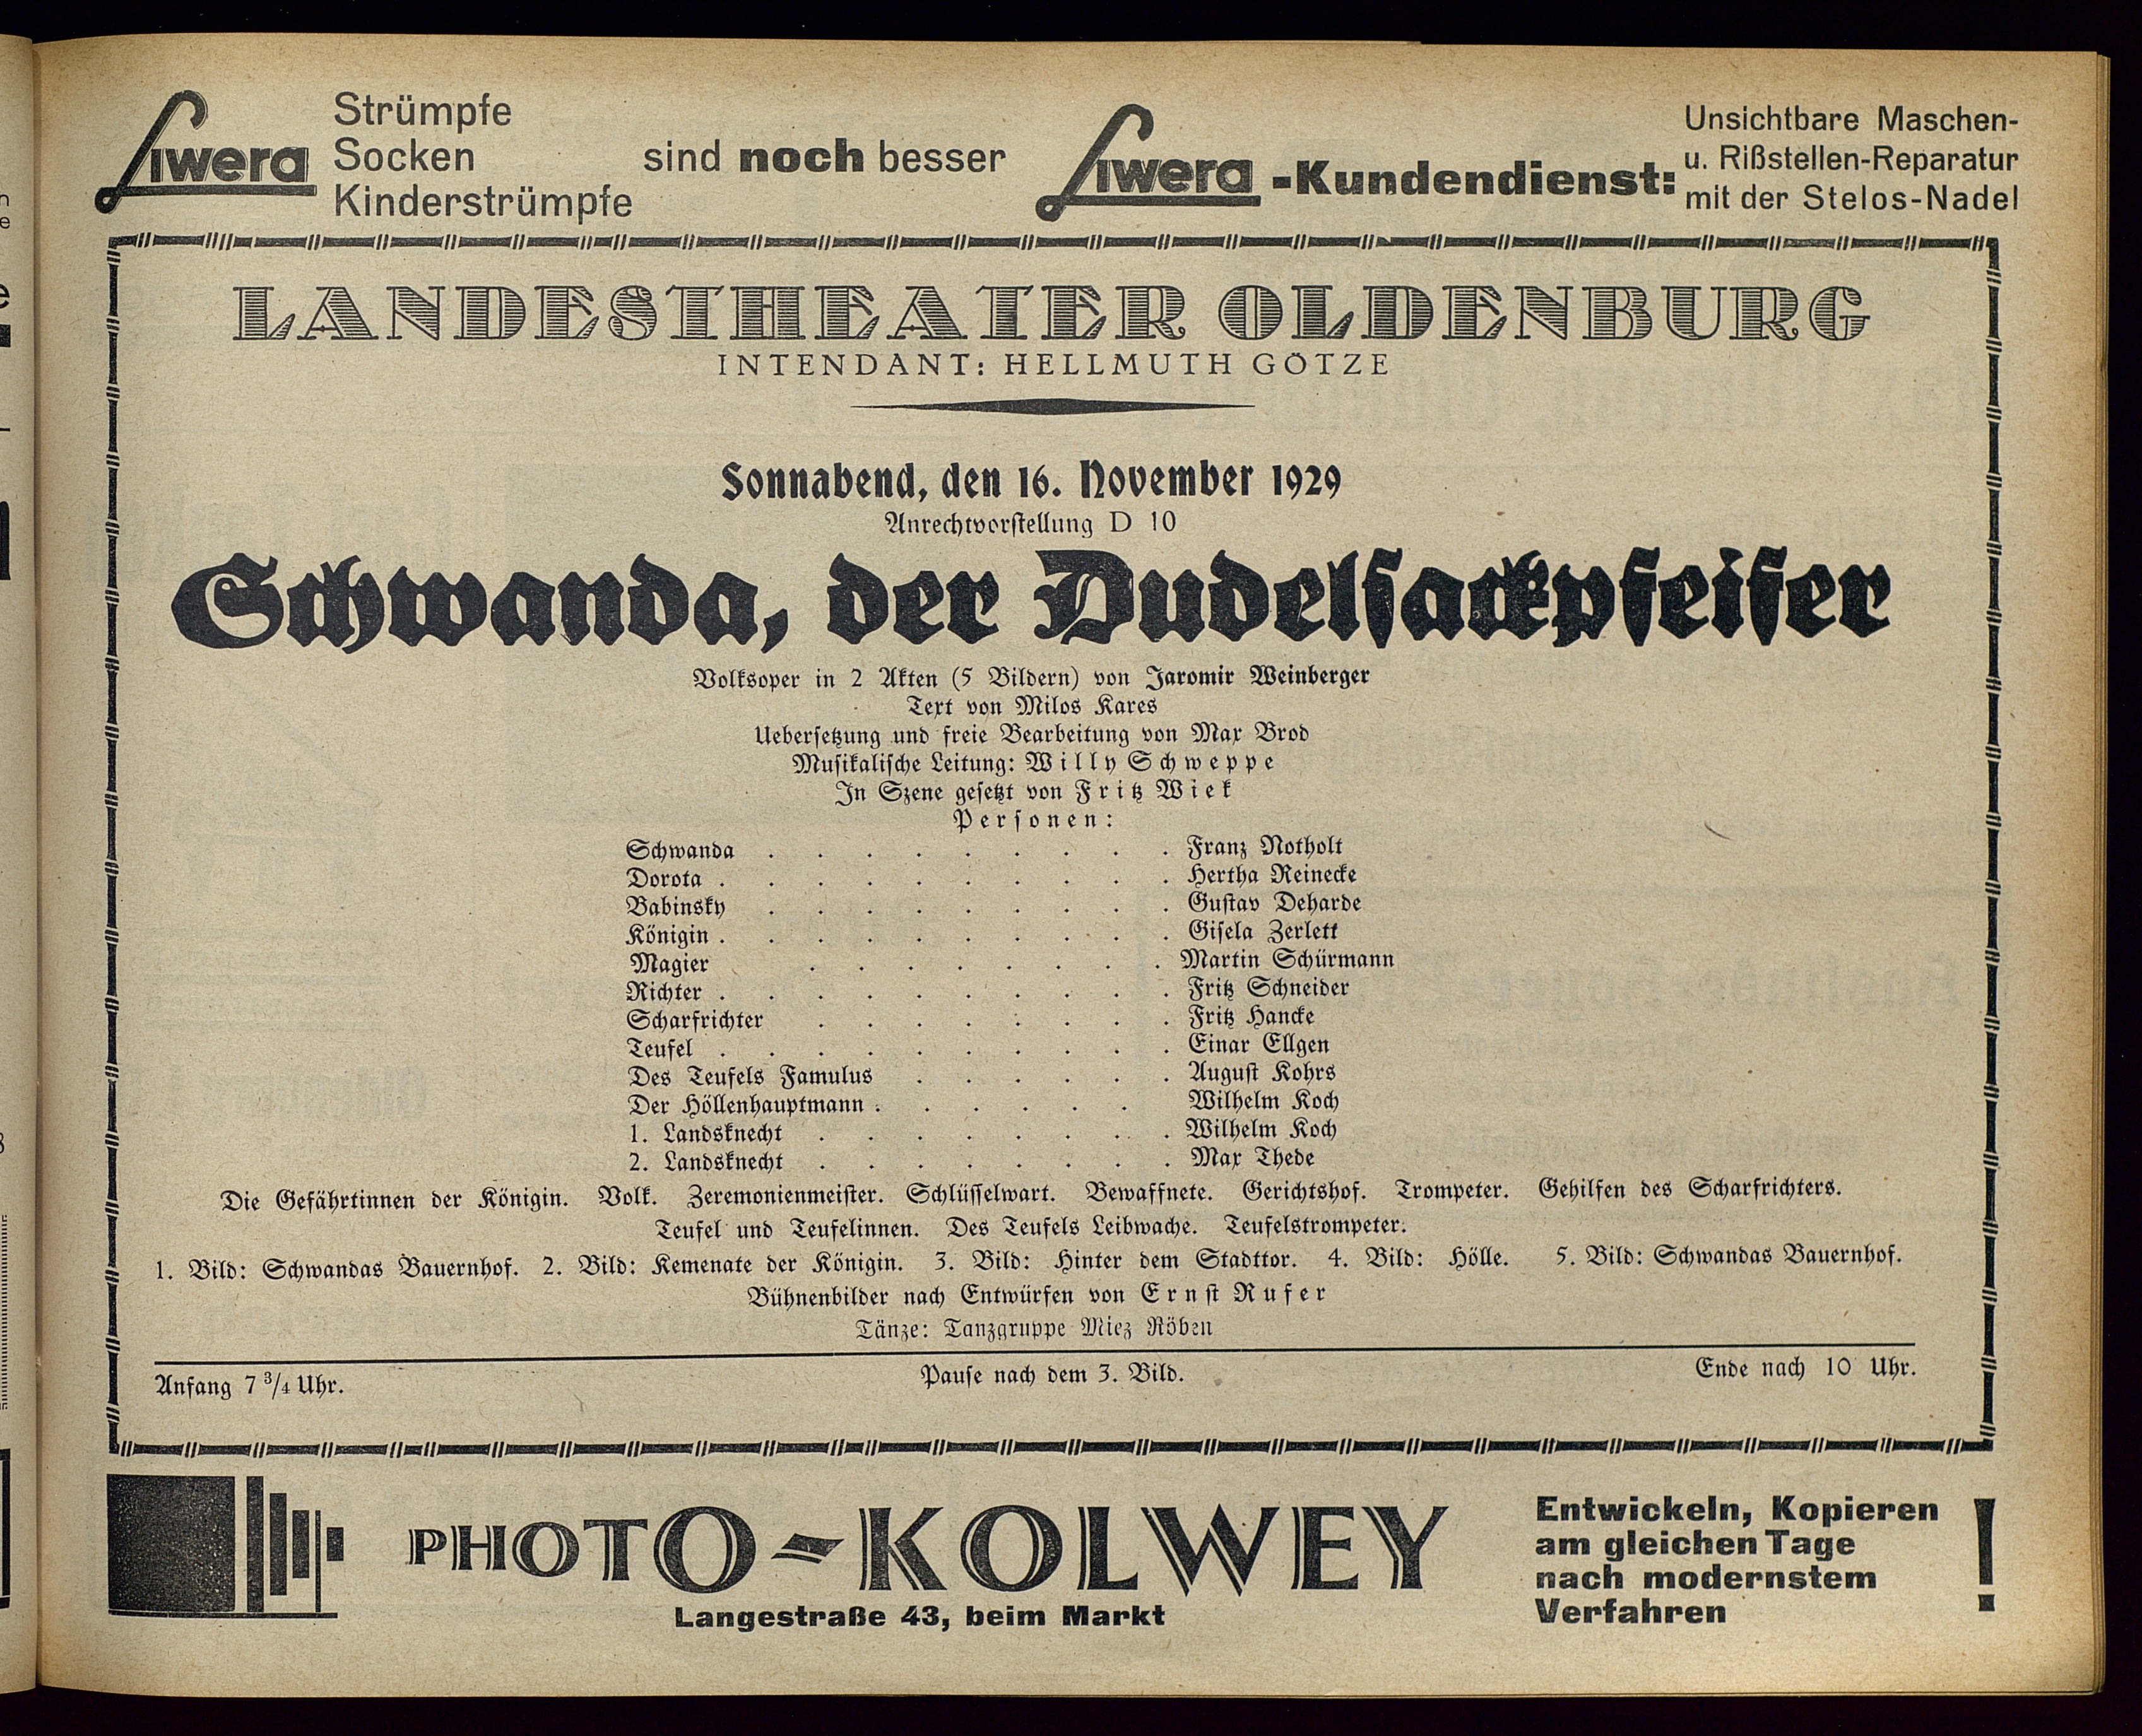 Liwera
Strümpfe
Socken
Kinderstrümpfe
sind noch besser
Liwera-Kundendienst:
Unsichtbare Maschen-
u. Rißstellen-Reparatur
mit der Stelos-Nadel
LANDESTHEATER OLDENBURG
INTENDANT: HELLMUTH GÖTZE
Sonnabend, den 16. November 1929
Anrechtvorstellung D 10
Schwanda, der Dudelsackpfeifer
Volksoper in 2 Akten (5 Bildern) von Jaromir Weinberger
Text von Milos Kares
Uebersetzung und freie Bearbeitung von Max Brod
Musikalische Leitung: Willy Schweppe
In Szene gesetzt von Fritz Wiek
Personen:
Schwanda . . . . . . . . . Franz Notholt
Dorota . . . . . . . . . . Hertha Reinecke
Babinsky . . . . . . . . . Gustav Deharde
Königin . . . . . . . . . . Gisela Zerlett
Magier . . . . . . . . Martin Schürmann
Richter . . . . . . . . . . Fritz Schneider
Scharfrichter . . . . . . . . Fritz Hancke
Teufel . . . . . . . . . . Einar Ellgen
Des Teufels Famulus . . . . . . August Kohrs
Der Höllenhauptmann . . . . . . Wilhelm Koch
1. Landsknecht . . . . . . . . Wilhelm Koch
2. Landsknecht . . . . . . . . Max Thede
Die Gefährtinnen der Königin. Volk. Zeremonienmeister. Schlüsselwart. Bewaffnete. Gerichtshof. Trompeter. Gehilfen des Scharfrichters.
Teufel und Teufelinnen. Des Teufels Leibwache. Teufelstrompeter.
1. Bild: Schwandas Bauernhof. 2. Bild: Kemenate der Königin. 3. Bild: Hinter dem Stadttor. 4. Bild: Hölle. 5. Bild: Schwandas Bauernhof.
Bühnenbilder nach Entwürfen von Ernst Rufer
Tänze: Tanzgruppe Miez Röben
Anfang 7 3/4 Uhr. Pause nach dem 3. Bild. Ende nach 10 Uhr.
PHOTO-KOLWEY
Langestraße 43, beim Markt
Entwickeln, Kopieren
am gleichen Tage
nach modernstem
Verfahren
!